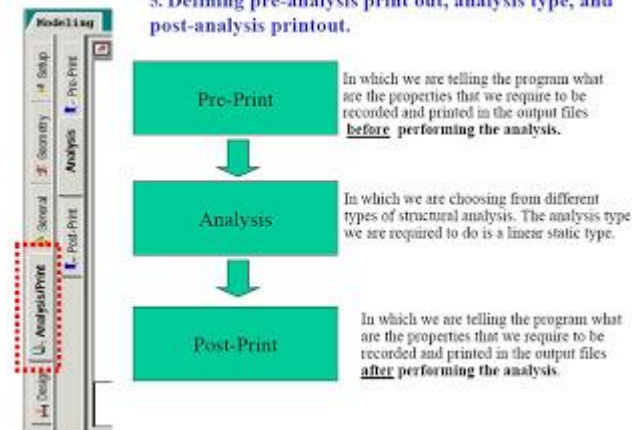 5. Defining pre-analysis print out, analysis type, and
post-analysis printout.
Modeling
Setup
Geometry
General
Analysis/Print
Design
Pre-Print
Analysis
Post-Print
Pre-Print
In which we are telling the program what
are the properties that we require to be
recorded and printed in the output files
before performing the analysis.
Analysis
In which we are choosing from different
types of structural analysis. The analysis type
we are required to do is a linear static type.
Post-Print
In which we are telling the program what
are the properties that we require to be
recorded and printed in the output files
after performing the analysis.